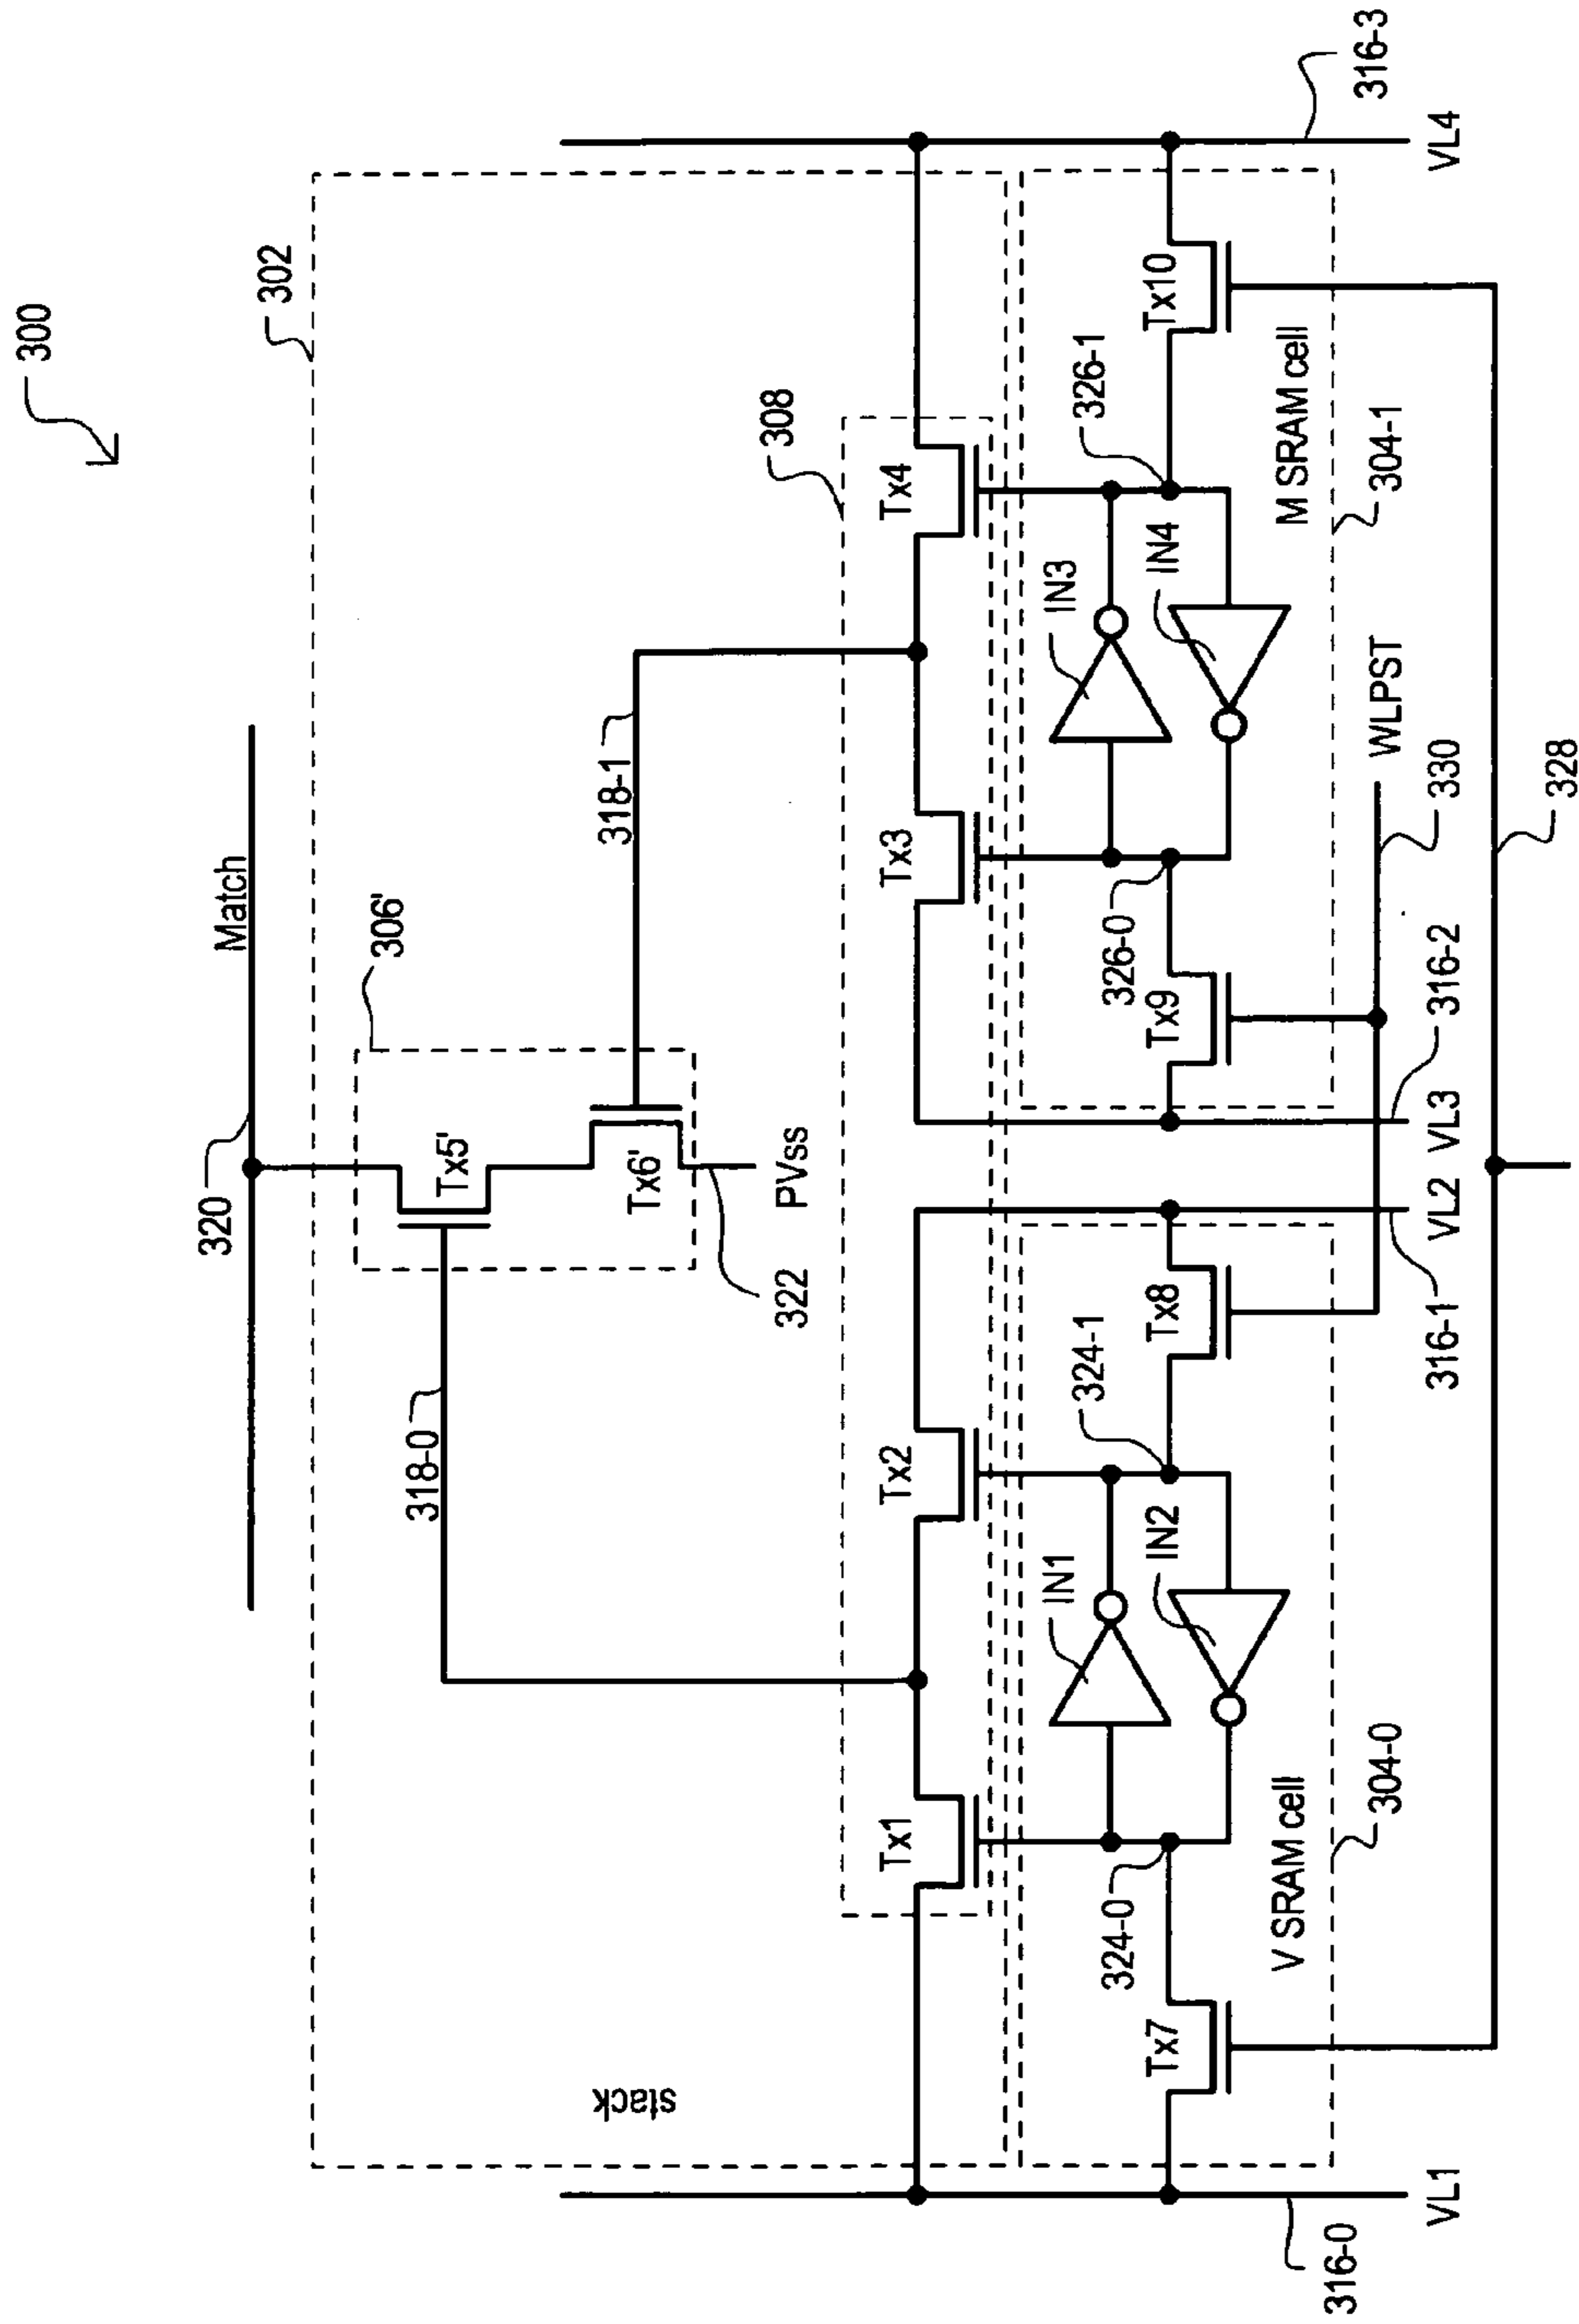 300
302
320
Match
306'
318-0
318-1
Tx5'
Tx6'
322
PVss
stack
308
Tx1
Tx2
Tx3
Tx4
324-0
IN1
324-1
326-0
IN3
326-1
Tx7
IN2
Tx8
Tx9
IN4
Tx10
V SRAM cell
M SRAM cell
304-0
304-1
WLPST
316-0
VL1
316-1
VL2
VL3
316-2
330
VL4
316-3
328